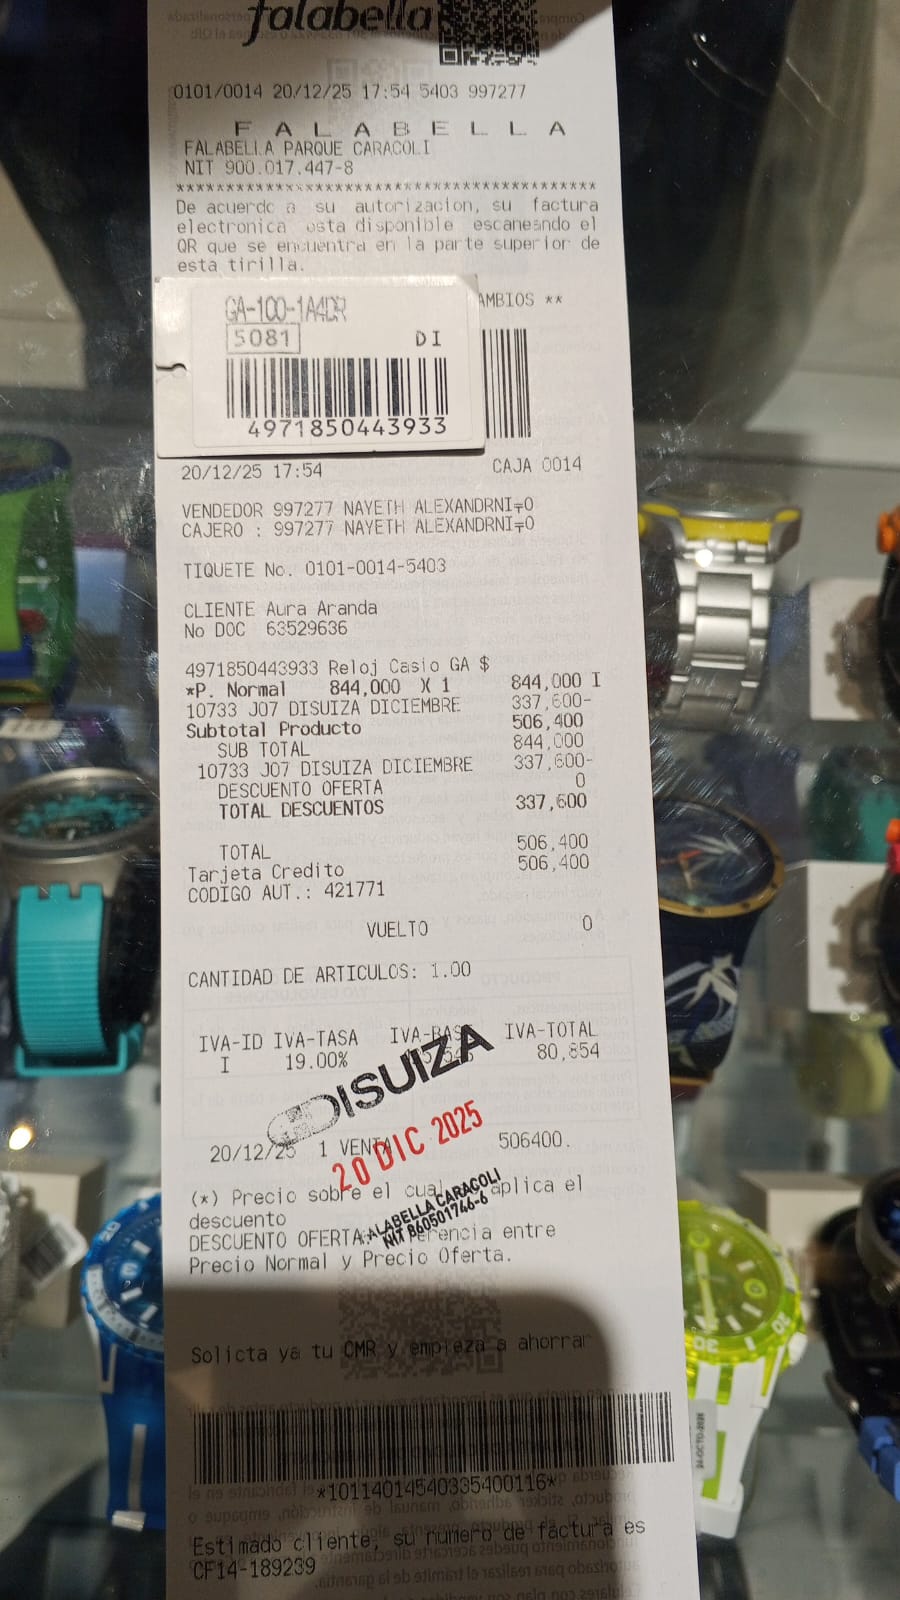 falabella
0101/0014 20/12/25 17:54 5403 997277
F A L A B E L L A
FALABELLA PARQUE CARACOLI
NIT 900.017.447-8
******************************************
De acuerdo a su autorizacion, su factura
electronica esta disponible escaneando el
QR que se encuentra en la parte superior de
esta tirilla.
AMBIOS **
GA-100-1A4DR
5081 DI
4971850443933
20/12/25 17:54 CAJA 0014
VENDEDOR 997277 NAYETH ALEXANDRNI╤O
CAJERO : 997277 NAYETH ALEXANDRNI╤O
TIQUETE No. 0101-0014-5403
CLIENTE Aura Aranda
No DOC 63529636
4971850443933 Reloj Casio GA $
*P. Normal 844,000 X 1 844,000 I
10733 J07 DISUIZA DICIEMBRE 337,600-
Subtotal Producto 506,400
SUB TOTAL 844,000
10733 J07 DISUIZA DICIEMBRE 337,600-
DESCUENTO OFERTA 0
TOTAL DESCUENTOS 337,600
TOTAL 506,400
Tarjeta Credito 506,400
CODIGO AUT.: 421771
VUELTO 0
CANTIDAD DE ARTICULOS: 1.00
IVA-ID IVA-TASA IVA-BASE IVA-TOTAL
I 19.00% 80,854
DISUIZA
20/12/25 1 VENTA 506400.
20 DIC 2025
(*) Precio sobre el cual aplica el
descuento
FALABELLA CARACOLI
NIT 860501746-6
DESCUENTO OFERTA: Diferencia entre
Precio Normal y Precio Oferta.
Solicta ya tu CMR y empieza a ahorrar
*10114014540335400116*
Estimado cliente, su numero de factura es
CF14-189239